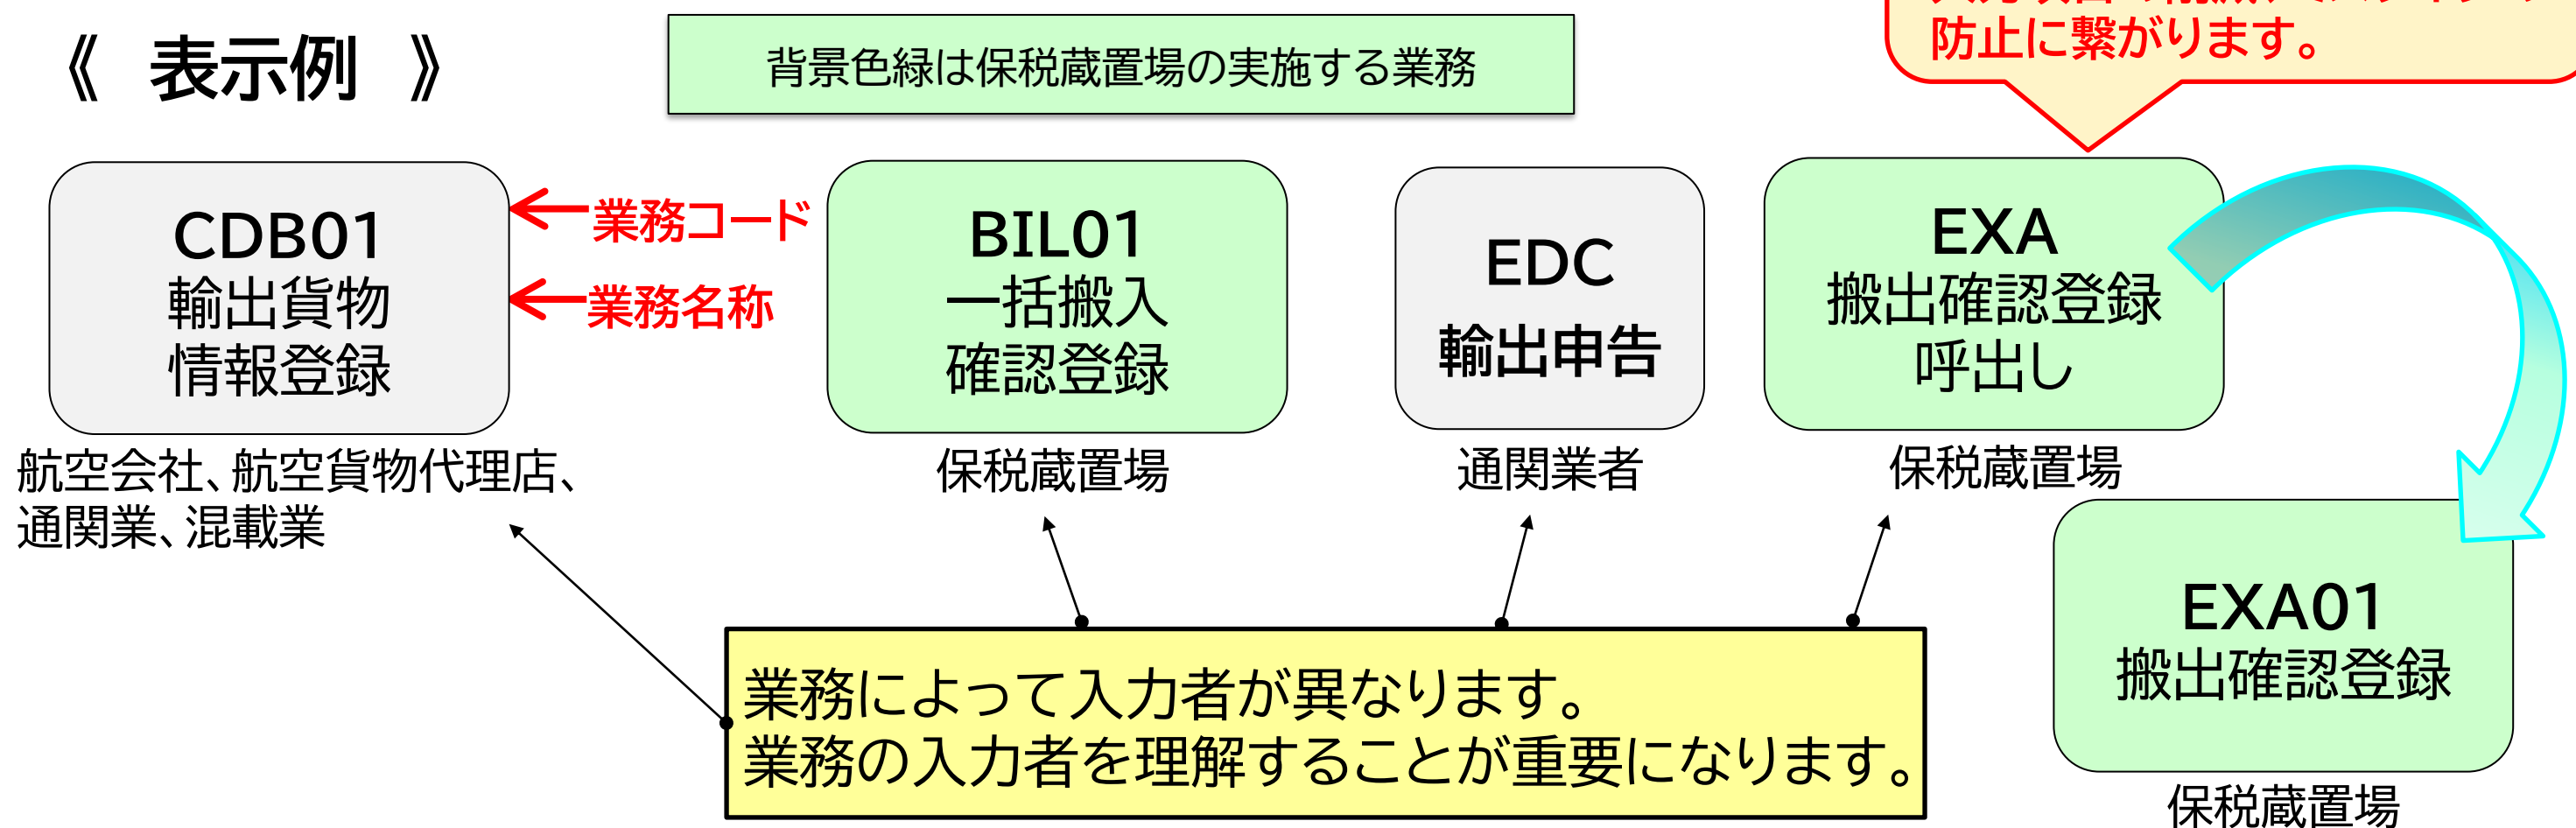 《 表示例 》
背景色緑は保税蔵置場の実施する業務
防止に繋がります。
CDB01
輸出貨物
情報登録
業務コード
業務名称
航空会社、航空貨物代理店、
通関業、混載業
BIL01
一括搬入
確認登録
保税蔵置場
EDC
輸出申告
通関業者
EXA
搬出確認登録
呼出し
保税蔵置場
EXA01
搬出確認登録
保税蔵置場
業務によって入力者が異なります。
業務の入力者を理解することが重要になります。